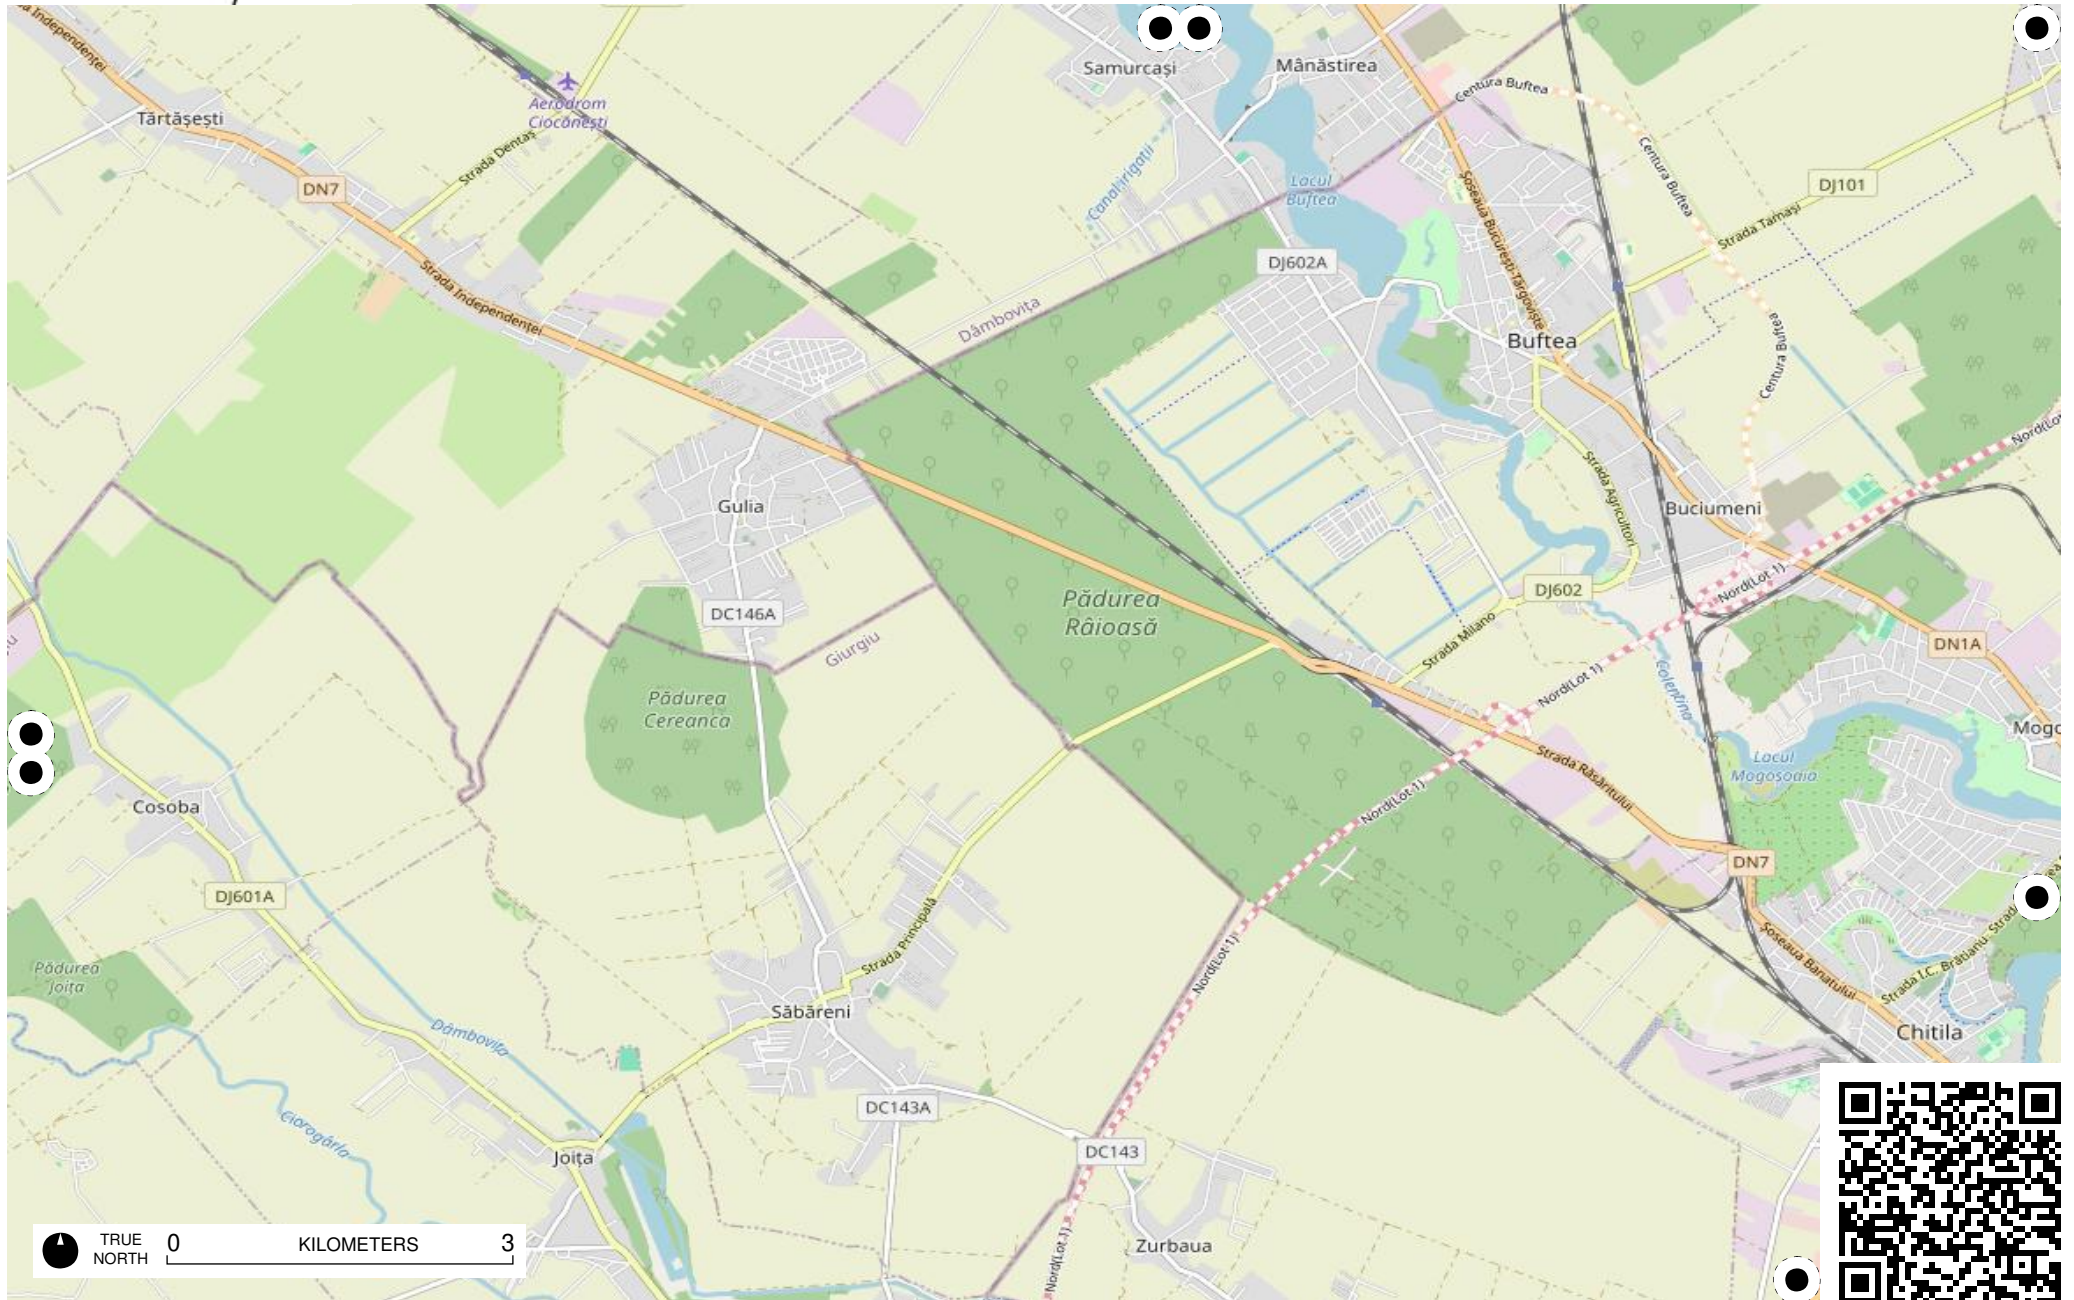 a Independenței
Samurcași
Mânăstirea
Centura Buftea
Aerodrom
Ciocănești
Tărtășești
Strada Dentaș
Canal irigații
Centura Buftea
DN7
Lacul
Buftea
DJ101
Șoseaua București-Târgoviște
Strada Tamași
DJ602A
Strada Independenței
Dâmbovița
Buftea
Centura Buftea
Nord(Lot
Strada Agricultori
Gulia
Buciumeni
Nord(Lot 1)
DJ602
Pădurea
Râioasă
DC146A
Strada Milano
Giurgiu
DN1A
iu
Nord(Lot 1)
Colentina
Pădurea
Cereanca
Mogo
Lacul
Mogoșoaia
Strada Răsăritului
Nord(Lot 1)
Cosoba
DN7
DJ601A
Strada Principală
Șoseaua Banatului
Strada I.C. Brătianu
Strad
Nord(Lot 1)
Pădurea
Joița
Săbăreni
Dâmbovița
Chitila
DC143A
Ciorogârla
Joița
DC143
Zurbaua
Nord(Lot 1)
TRUE
NORTH
0 KILOMETERS 3